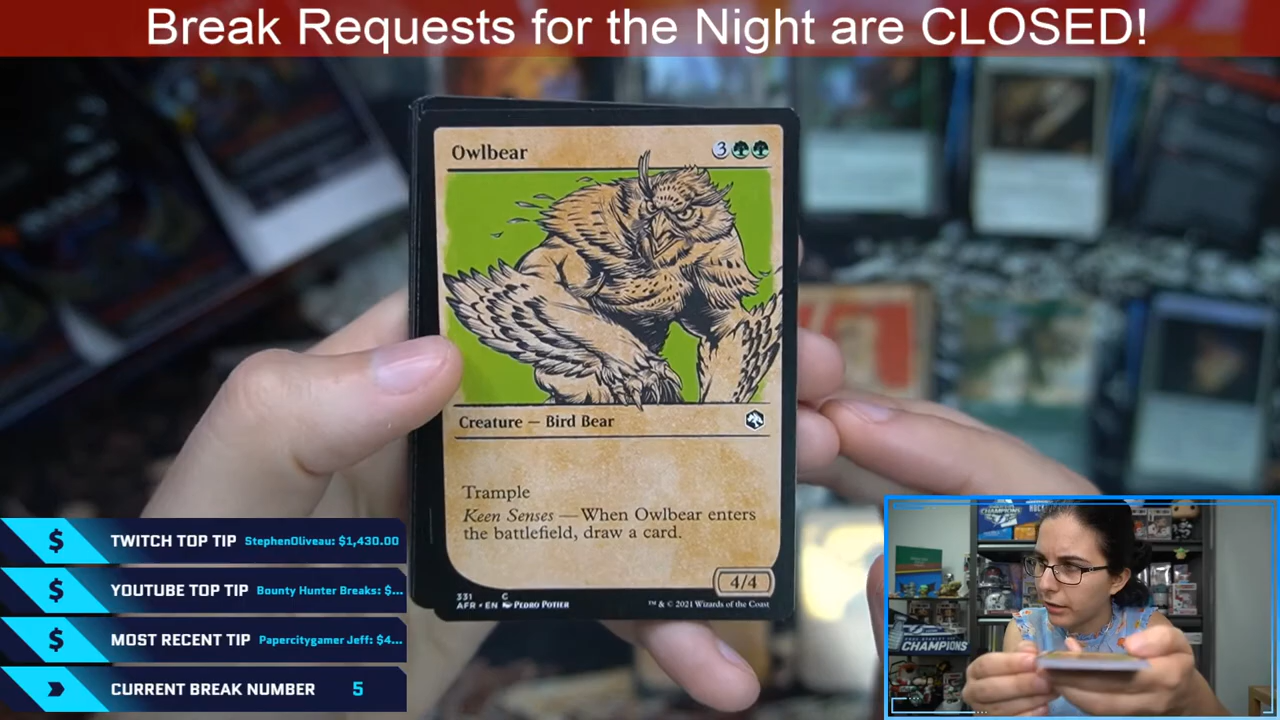 Break Requests for the Night are CLOSED!
Owlbear 3
Creature — Bird Bear
Trample
Keen Senses — When Owlbear enters
the battlefield, draw a card.
4/4
331 C
AFR • EN Pedro Potier
™ & © 2021 Wizards of the Coast
$ TWITCH TOP TIP StephenOliveau: $1,430.00
$ YOUTUBE TOP TIP Bounty Hunter Breaks: $...
$ MOST RECENT TIP Papercitygamer Jeff: $4...
CURRENT BREAK NUMBER 5
CHAMPIONS
CHAMPIONS